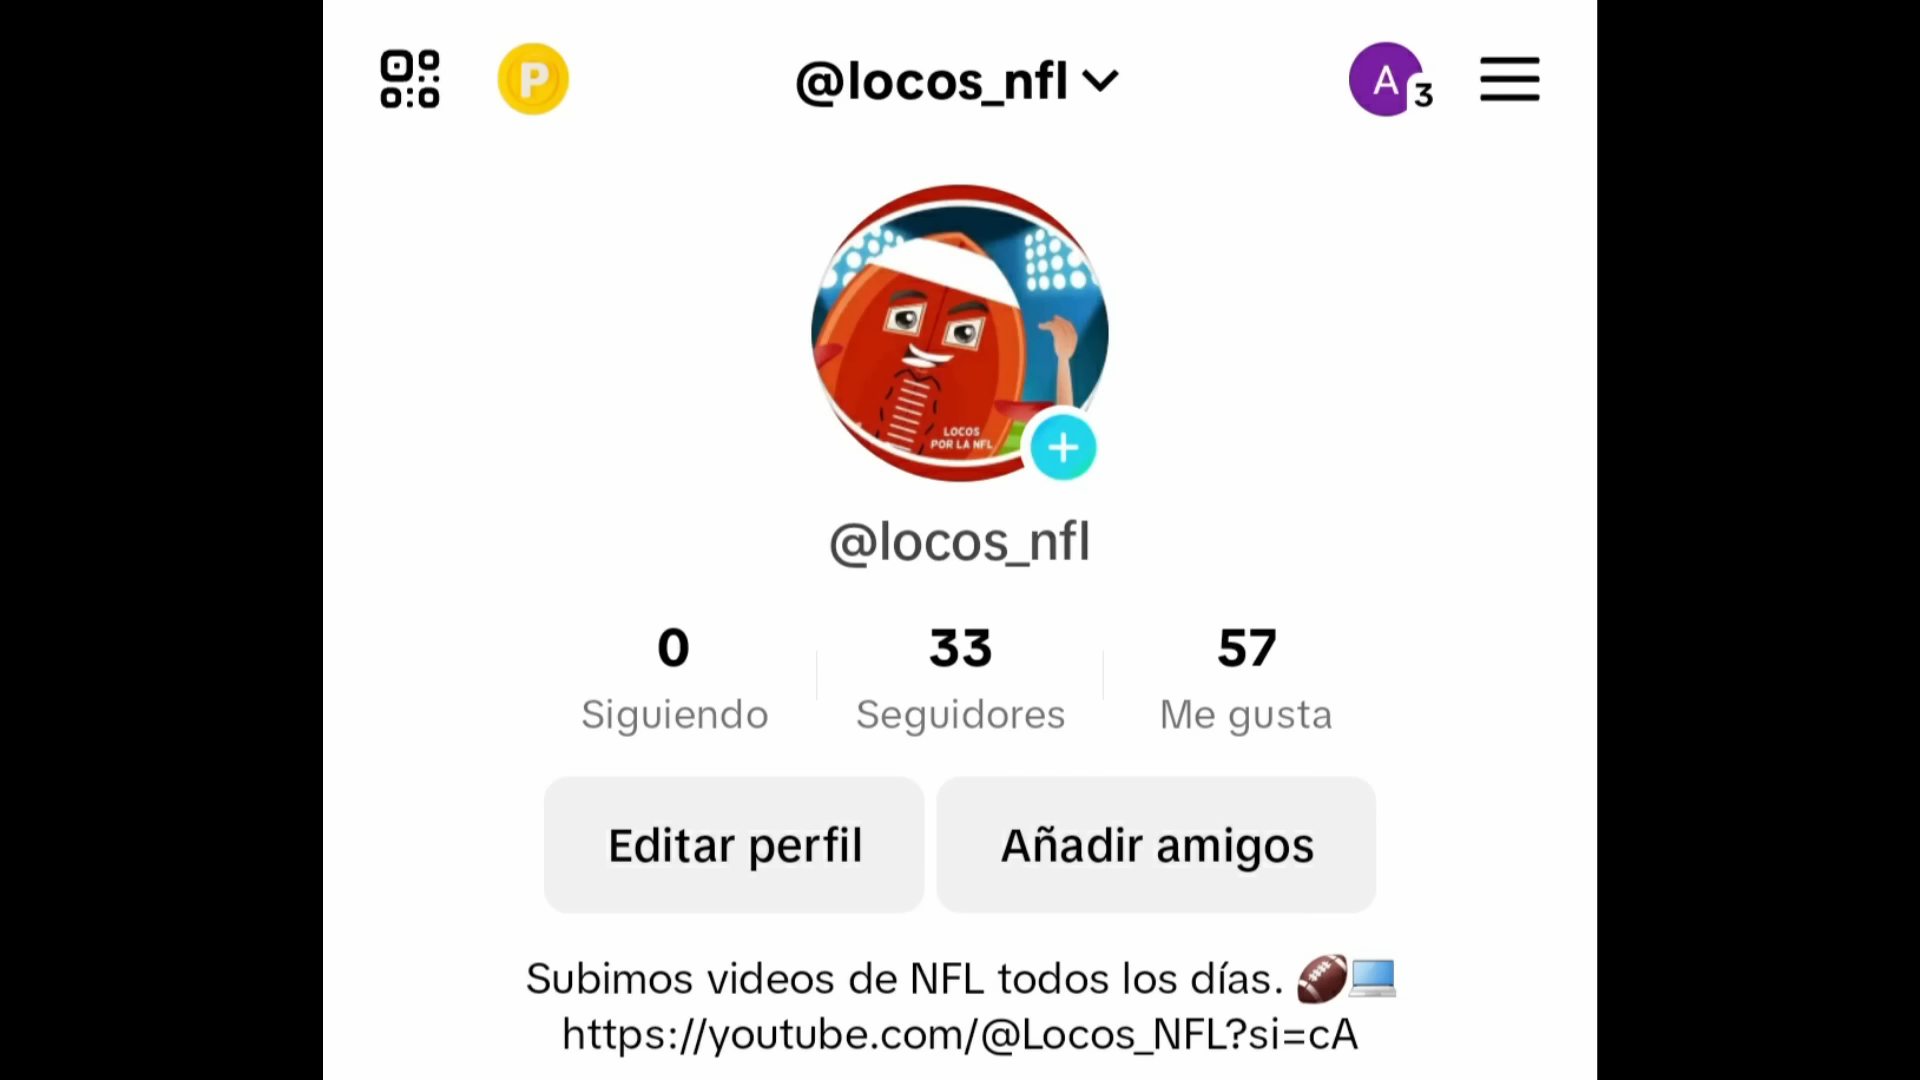 P
@locos_nfl
A
3
LOCOS
POR LA NFL
@locos_nfl
0
33
57
Siguiendo
Seguidores
Me gusta
Editar perfil
Añadir amigos
Subimos videos de NFL todos los días. 🏈💻
https://youtube.com/@Locos_NFL?si=cA